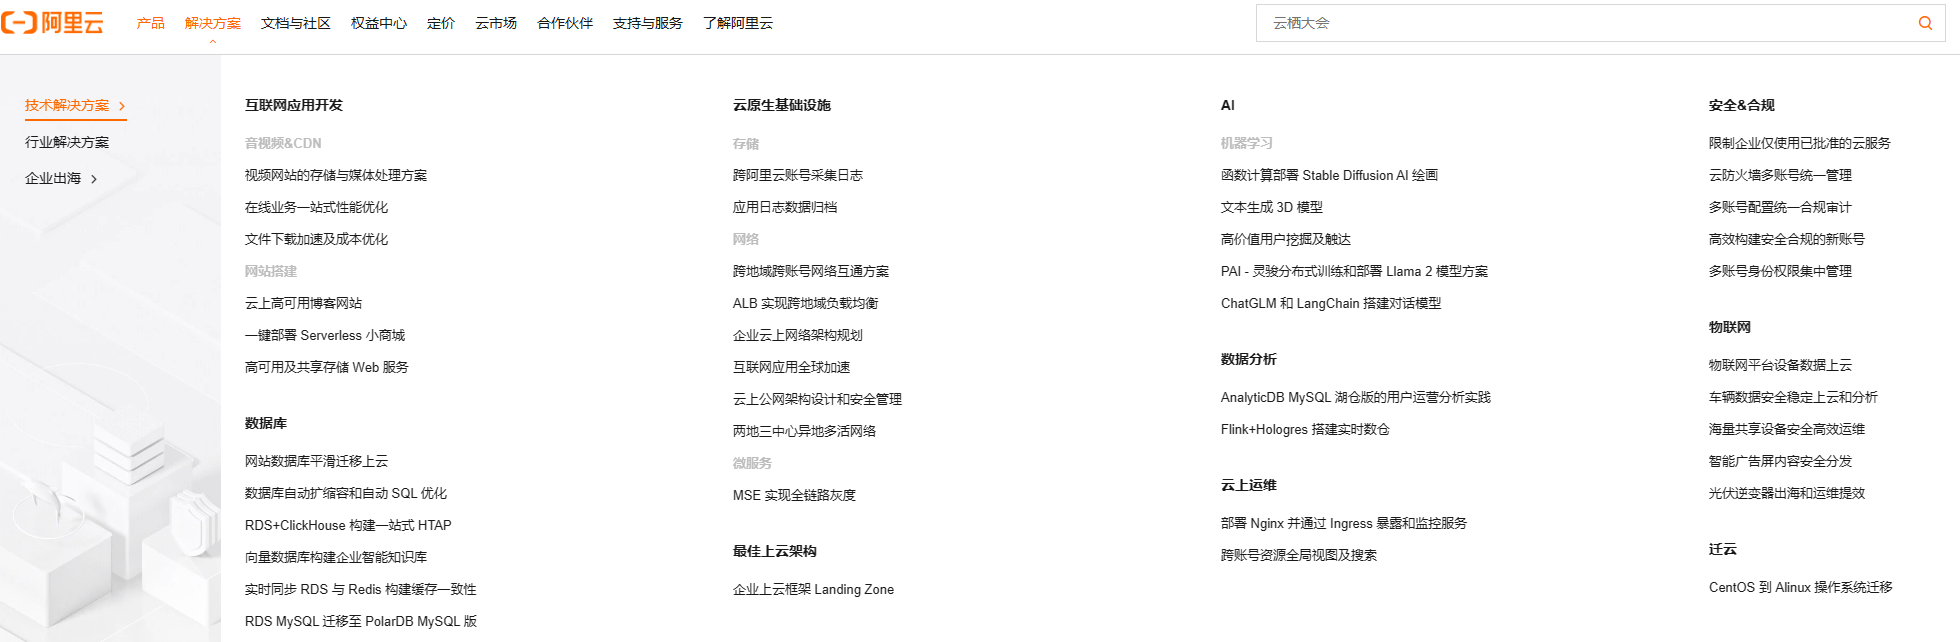 阿里云
产品 解决方案 文档与社区 权益中心 定价 云市场 合作伙伴 支持与服务 了解阿里云
云栖大会
技术解决方案
行业解决方案
企业出海
互联网应用开发
音视频&CDN
视频网站的存储与媒体处理方案
在线业务一站式性能优化
文件下载加速及成本优化
网站搭建
云上高可用博客网站
一键部署 Serverless 小商城
高可用及共享存储 Web 服务
数据库
网站数据库平滑迁移上云
数据库自动扩缩容和自动 SQL 优化
RDS+ClickHouse 构建一站式 HTAP
向量数据库构建企业智能知识库
实时同步 RDS 与 Redis 构建缓存一致性
RDS MySQL 迁移至 PolarDB MySQL 版
云原生基础设施
存储
跨阿里云账号采集日志
应用日志数据归档
网络
跨地域跨账号网络互通方案
ALB 实现跨地域负载均衡
企业云上网络架构规划
互联网应用全球加速
云上公网架构设计和安全管理
两地三中心异地多活网络
微服务
MSE 实现全链路灰度
最佳上云架构
企业上云框架 Landing Zone
AI
机器学习
函数计算部署 Stable Diffusion AI 绘画
文本生成 3D 模型
高价值用户挖掘及触达
PAI - 灵骏分布式训练和部署 Llama 2 模型方案
ChatGLM 和 LangChain 搭建对话模型
数据分析
AnalyticDB MySQL 湖仓版的用户运营分析实践
Flink+Hologres 搭建实时数仓
云上运维
部署 Nginx 并通过 Ingress 暴露和监控服务
跨账号资源全局视图及搜索
安全&合规
限制企业仅使用已批准的云服务
云防火墙多账号统一管理
多账号配置统一合规审计
高效构建安全合规的新账号
多账号身份权限集中管理
物联网
物联网平台设备数据上云
车辆数据安全稳定上云和分析
海量共享设备安全高效运维
智能广告屏内容安全分发
光伏逆变器出海和运维提效
迁云
CentOS 到 Alinux 操作系统迁移